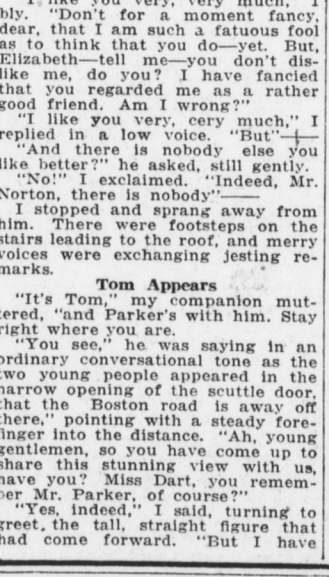 I like you very, very much," I
bly. "Don't for a moment fancy,
dear, that I am such a fatuous fool
as to think that you do—yet. But,
Elizabeth—tell me—you don't dis-
like me, do you? I have fancied
that you regarded me as a rather
good friend. Am I wrong?"
"I like you very, cery much," I
replied in a low voice. "But"——
"And there is nobody else you
like better?" he asked, still gently.
"No!" I exclaimed. "Indeed, Mr.
Norton, there is nobody"——
I stopped and sprang away from
him. There were footsteps on the
stairs leading to the roof, and merry
voices were exchanging jesting re-
marks.
Tom Appears
"It's Tom," my companion mut-
tered, "and Parker's with him. Stay
right where you are.
"You see," he was saying in an
ordinary conversational tone as the
two young people appeared in the
narrow opening of the scuttle door,
that the Boston road is away off
there," pointing with a steady fore-
finger into the distance. "Ah, young
gentlemen, so you have come up to
share this stunning view with us,
have you? Miss Dart, you remem-
ber Mr. Parker, of course?"
"Yes, indeed," I said, turning to
greet. the tall, straight figure that
had come forward. "But I have